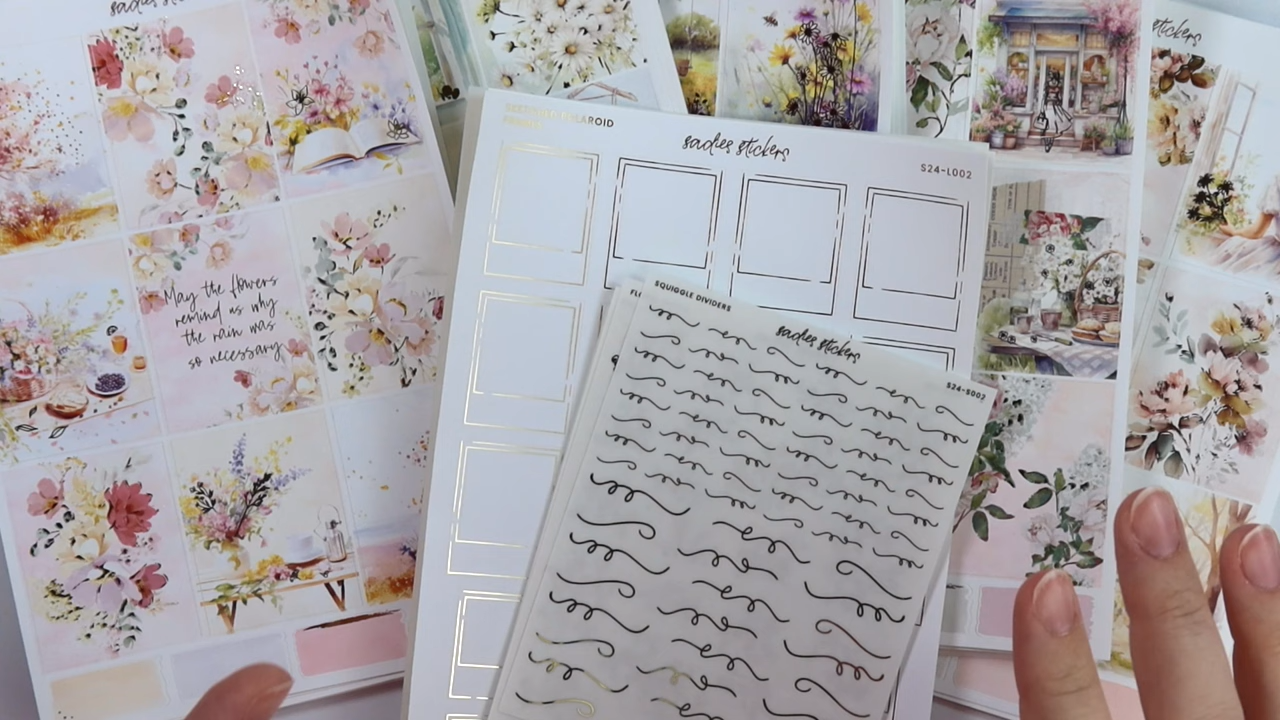 sadies sti
stickers
POLAROID
sadies stickers
S24-L002
May the flowers
remind us why
the rain was
so necessary
SQUIGGLE DIVIDERS
sadies stickers
S24-S002